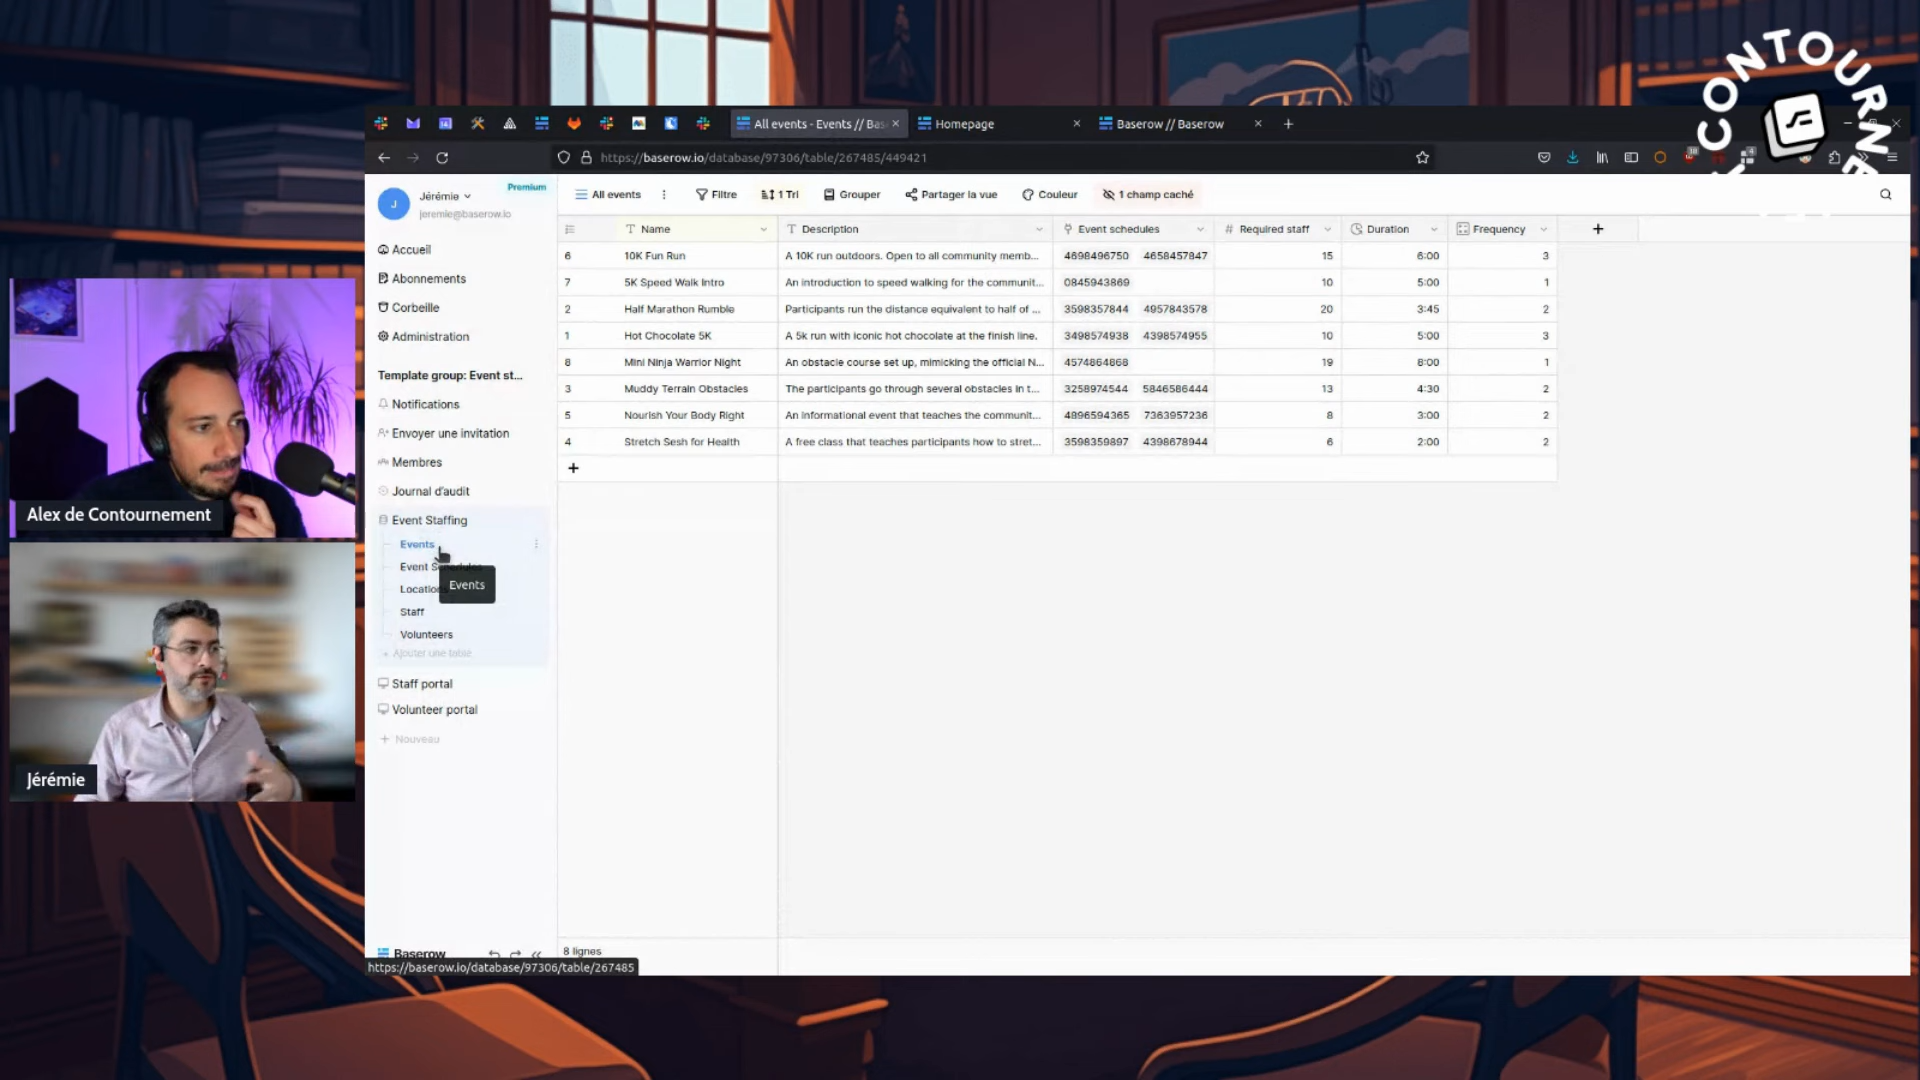 CONTOURNE
All events - Events // Bas
Homepage
Baserow // Baserow
https://baserow.io/database/97306/table/267485/449421
J
Jérémie
Premium
jeremie@baserow.io
All events
Filtre
1 Tri
Grouper
Partager la vue
Couleur
1 champ caché
Accueil
Abonnements
Corbeille
Administration
Template group: Event st...
Notifications
Envoyer une invitation
Membres
Journal d'audit
Event Staffing
Events
Event Schedules
Location
Events
Staff
Volunteers
+ Ajouter une table
Staff portal
Volunteer portal
+ Nouveau
Baserow
https://baserow.io/database/97306/table/267485
Name Description Event schedules Required staff Duration Frequency
6 10K Fun Run A 10K run outdoors. Open to all community memb... 4698496750 4658457847 15 6:00 3
7 5K Speed Walk Intro An introduction to speed walking for the communit... 0845943869 10 5:00 1
2 Half Marathon Rumble Participants run the distance equivalent to half of ... 3598357844 4957843578 20 3:45 2
1 Hot Chocolate 5K A 5k run with iconic hot chocolate at the finish line. 3498574938 4398574955 10 5:00 3
8 Mini Ninja Warrior Night An obstacle course set up, mimicking the official N... 4574864868 19 8:00 1
3 Muddy Terrain Obstacles The participants go through several obstacles in t... 3258974544 5846586444 13 4:30 2
5 Nourish Your Body Right An informational event that teaches the communit... 4896594365 7363957236 8 3:00 2
4 Stretch Sesh for Health A free class that teaches participants how to stret... 3598359897 4398678944 6 2:00 2
8 lignes
Alex de Contournement
Jérémie